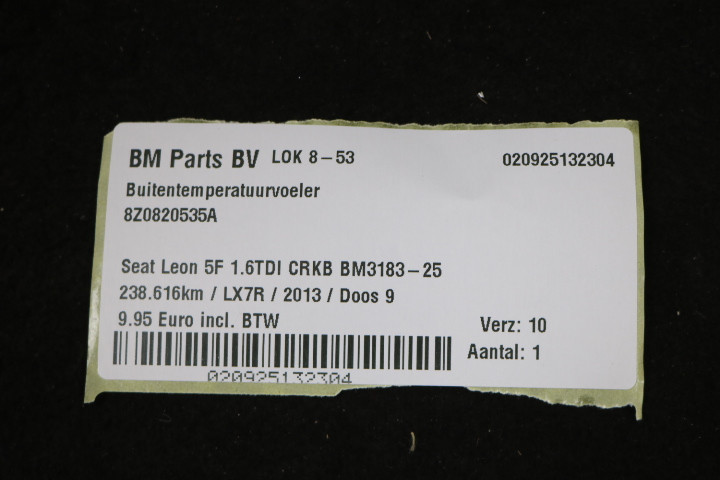 BM Parts BV LOK 8-53 020925132304
Buitentemperatuurvoeler
8Z0820535A
Seat Leon 5F 1.6TDI CRKB BM3183-25
238.616km / LX7R / 2013 / Doos 9
9.95 Euro incl. BTW Verz: 10
Aantal: 1
020925132304